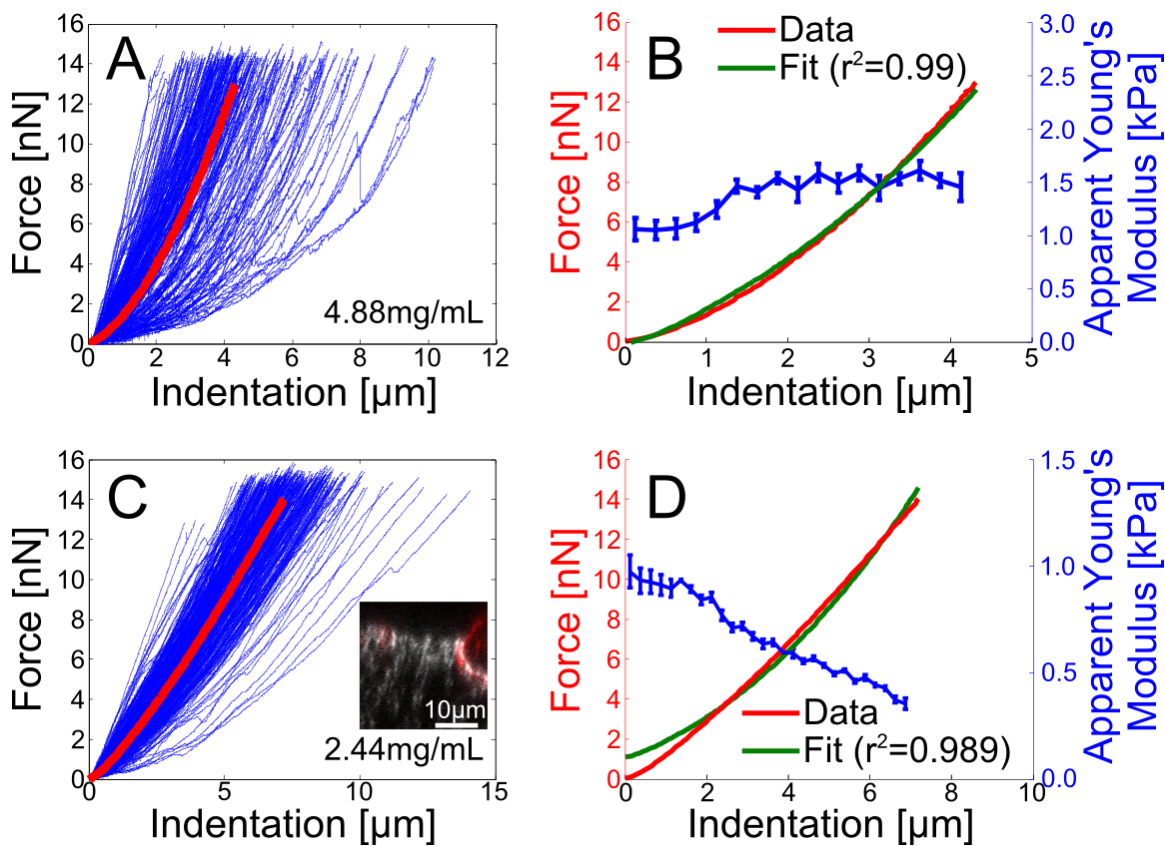 A
Force [nN]
16
14
12
10
8
6
4
2
0
0 2 4 6 8 10 12
4.88mg/mL
Indentation [µm]
B
Data
Fit (r²=0.99)
Force [nN]
16
14
12
10
8
6
4
2
0
0 1 2 3 4 5
Indentation [µm]
3.0
2.5
2.0
1.5
1.0
0.5
0.0
Apparent Young's
Modulus [kPa]
C
Force [nN]
16
14
12
10
8
6
4
2
0
0 5 10 15
10µm
2.44mg/mL
Indentation [µm]
D
Force [nN]
16
14
12
10
8
6
4
2
0
0 2 4 6 8 10
Data
Fit (r²=0.989)
Indentation [µm]
1.5
1.0
0.5
0.0
Apparent Young's
Modulus [kPa]